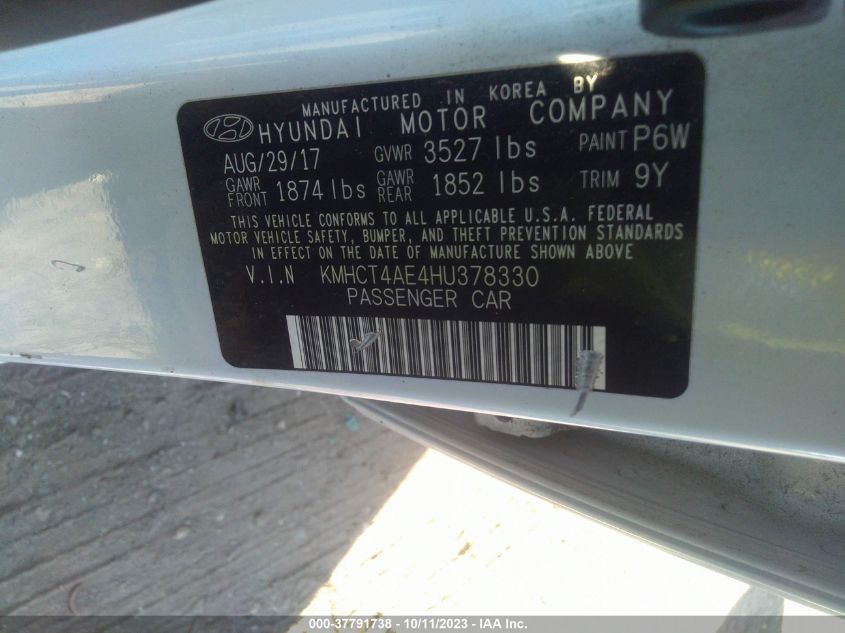 MANUFACTURED IN KOREA BY
HYUNDAI MOTOR COMPANY
AUG/29/17 GVWR 3527 lbs PAINT P6W
GAWR FRONT 1874 lbs GAWR REAR 1852 lbs TRIM 9Y
THIS VEHICLE CONFORMS TO ALL APPLICABLE U.S.A. FEDERAL
MOTOR VEHICLE SAFETY, BUMPER, AND THEFT PREVENTION STANDARDS
IN EFFECT ON THE DATE OF MANUFACTURE SHOWN ABOVE
V.I.N KMHCT4AE4HU378330
PASSENGER CAR
000-37791738 - 10/11/2023 - IAA Inc.